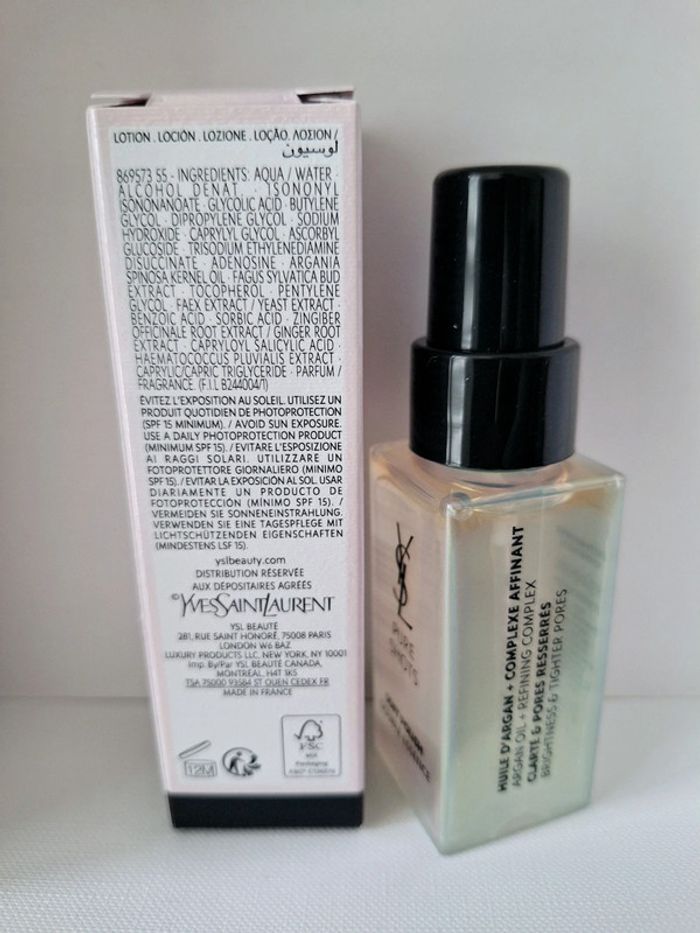 LOTION . LOCIÓN . LOZIONE . LOÇÃO. ΛΟΣΙΟΝ /
لوسيون
869573 55 - INGREDIENTS: AQUA / WATER ·
ALCOHOL DENAT. · ISONONYL
ISONONANOATE · GLYCOLIC ACID · BUTYLENE
GLYCOL · DIPROPYLENE GLYCOL · SODIUM
HYDROXIDE · CAPRYLYL GLYCOL · ASCORBYL
GLUCOSIDE · TRISODIUM ETHYLENEDIAMINE
DISUCCINATE · ADENOSINE · ARGANIA
SPINOSA KERNEL OIL · FAGUS SYLVATICA BUD
EXTRACT · TOCOPHEROL · PENTYLENE
GLYCOL · FAEX EXTRACT / YEAST EXTRACT ·
BENZOIC ACID · SORBIC ACID · ZINGIBER
OFFICINALE ROOT EXTRACT / GINGER ROOT
EXTRACT · CAPRYLOYL SALICYLIC ACID ·
HAEMATOCOCCUS PLUVIALIS EXTRACT ·
CAPRYLIC/CAPRIC TRIGLYCERIDE · PARFUM /
FRAGRANCE. (F.I.L B244004/1)
ÉVITEZ L'EXPOSITION AU SOLEIL. UTILISEZ UN
PRODUIT QUOTIDIEN DE PHOTOPROTECTION
(SPF 15 MINIMUM). / AVOID SUN EXPOSURE.
USE A DAILY PHOTOPROTECTION PRODUCT
(MINIMUM SPF 15). / EVITARE L'ESPOSIZIONE
AI RAGGI SOLARI. UTILIZZARE UN
FOTOPROTETTORE GIORNALIERO (MINIMO
SPF 15). / EVITAR LA EXPOSICIÓN AL SOL. USAR
DIARIAMENTE UN PRODUCTO DE
FOTOPROTECCIÓN (MÍNIMO SPF 15). /
VERMEIDEN SIE SONNENEINSTRAHLUNG.
VERWENDEN SIE EINE TAGESPFLEGE MIT
LICHTSCHÜTZENDEN EIGENSCHAFTEN
(MINDESTENS LSF 15).
yslbeauty.com
DISTRIBUTION RÉSERVÉE
AUX DÉPOSITAIRES AGRÉÉS
©YVESSAINTLAURENT
YSL BEAUTÉ
281, RUE SAINT HONORÉ, 75008 PARIS
LONDON W6 8AZ
LUXURY PRODUCTS LLC, NEW YORK, NY 10001
Imp. By/Par YSL BEAUTÉ CANADA,
MONTREAL, H4T 1K5
TSA 75000 93584 ST OUEN CEDEX FR
MADE IN FRANCE
12M
FSC
MIX
Packaging
YSL
PURE
SHOTS
HUILE D'ARGAN + COMPLEXE AFFINANT
ARGAN OIL + REFINING COMPLEX
CLARTÉ & PORES RESSERRÉS
BRIGHTNESS & TIGHTER PORES